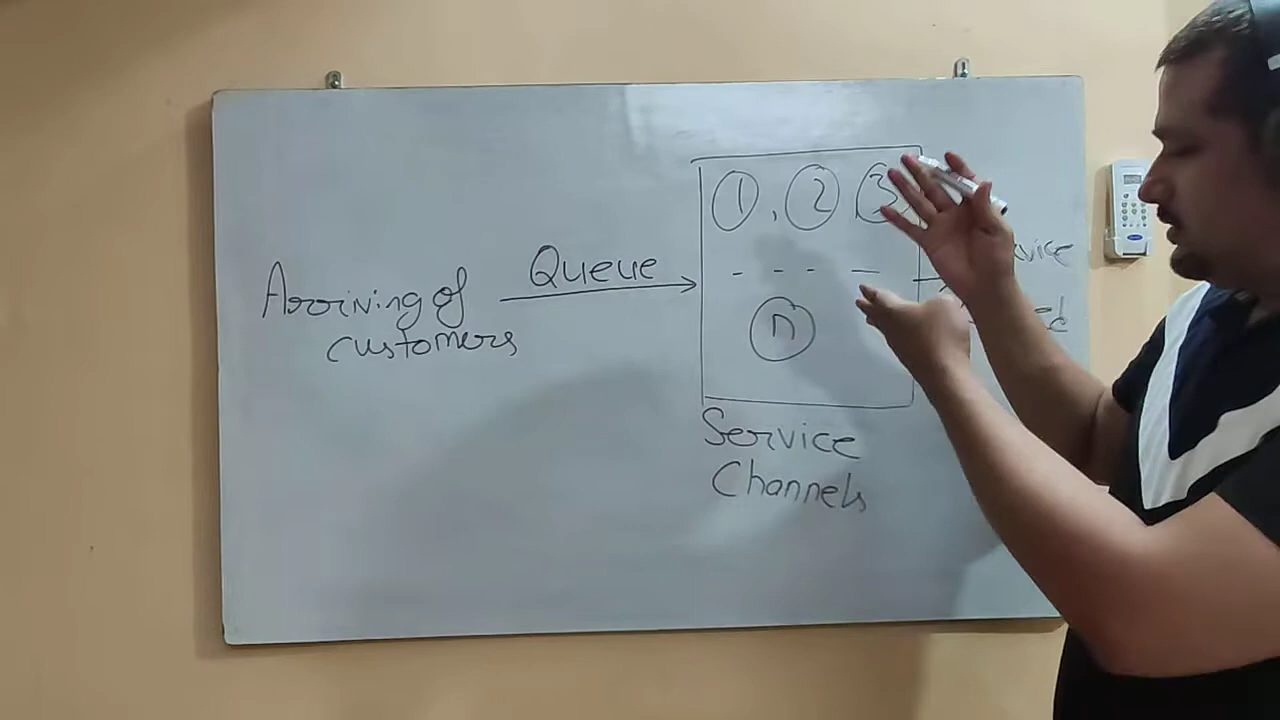 Arriving of
customers
Queue
1, 2 3
- - - -
n
Service
Channels